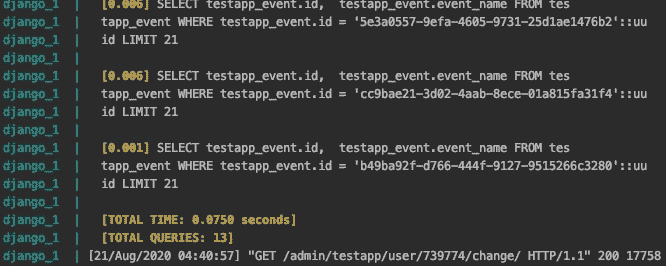 django_1 | [0.006] SELECT testapp_event.id, testapp_event.event_name FROM tes
django_1 | tapp_event WHERE testapp_event.id = '5e3a0557-9efa-4605-9731-25d1ae1476b2'::uu
django_1 | id LIMIT 21
django_1 |
django_1 | [0.006] SELECT testapp_event.id, testapp_event.event_name FROM tes
django_1 | tapp_event WHERE testapp_event.id = 'cc9bae21-3d02-4aab-8ece-01a815fa31f4'::uu
django_1 | id LIMIT 21
django_1 |
django_1 | [0.001] SELECT testapp_event.id, testapp_event.event_name FROM tes
django_1 | tapp_event WHERE testapp_event.id = 'b49ba92f-d766-444f-9127-9515266c3280'::uu
django_1 | id LIMIT 21
django_1 |
django_1 | [TOTAL TIME: 0.0750 seconds]
django_1 | [TOTAL QUERIES: 13]
django_1 | [21/Aug/2020 04:40:57] "GET /admin/testapp/user/739774/change/ HTTP/1.1" 200 17758